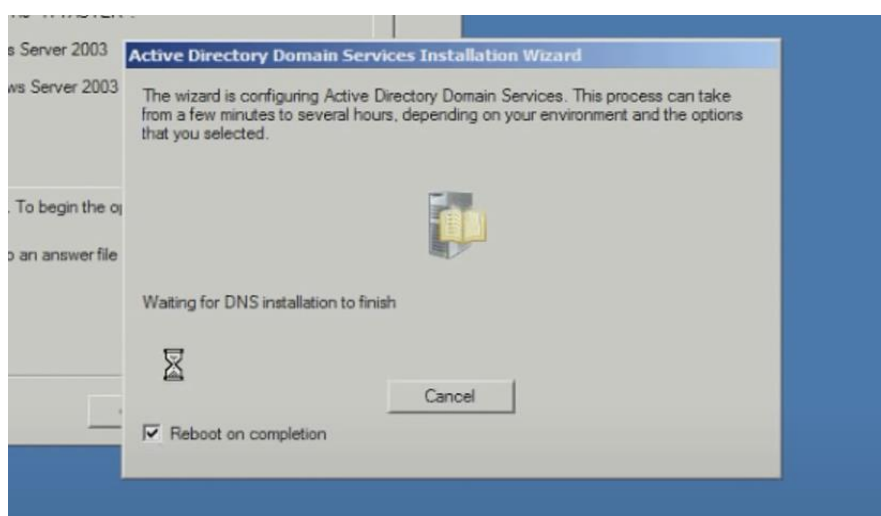 s Server 2003
ws Server 2003
. To begin the op
o an answer file
Active Directory Domain Services Installation Wizard
The wizard is configuring Active Directory Domain Services. This process can take
from a few minutes to several hours, depending on your environment and the options
that you selected.
Waiting for DNS installation to finish
Cancel
Reboot on completion